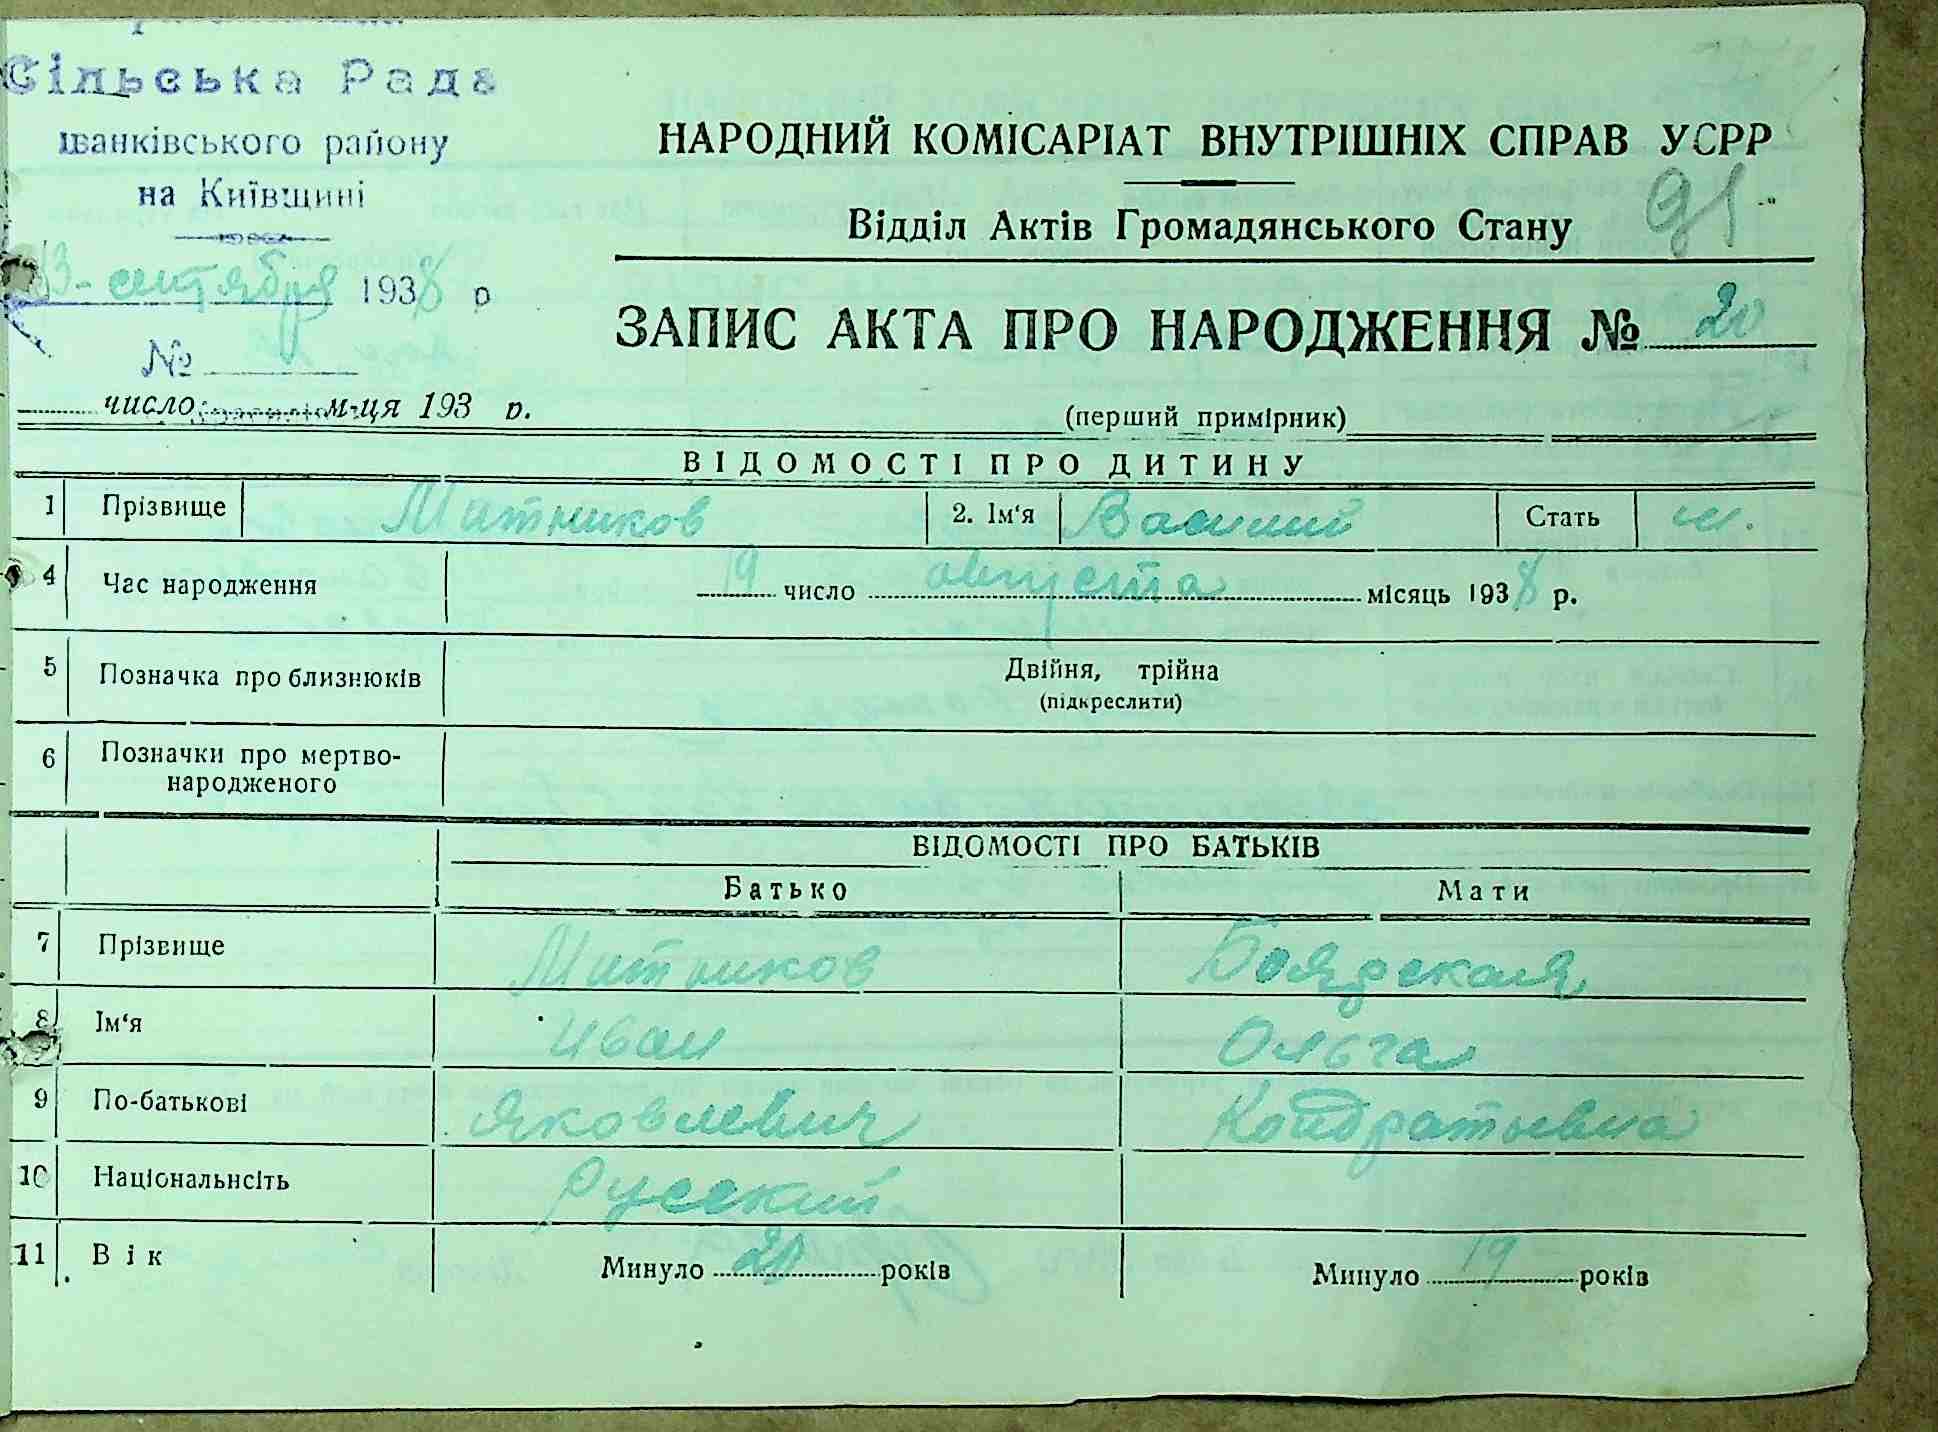 Сільська Рада
Іванківського району
на Київщині
13 - сентября 1938 р
№
НАРОДНИЙ КОМІСАРІАТ ВНУТРІШНІХ СПРАВ УСРР
91
Відділ Актів Громадянського Стану
ЗАПИС АКТА ПРО НАРОДЖЕННЯ № 20
число м-ця 193 р.
(перший примірник)
ВІДОМОСТІ ПРО ДИТИНУ
1 Прізвище Матников 2. Ім'я Василий Стать м.
4 Час народження 19 число августа місяць 1938 р.
5 Позначка про близнюків Двійня, трійна
(підкреслити)
6 Позначки про мертво-
народженого
ВІДОМОСТІ ПРО БАТЬКІВ
Батько Мати
7 Прізвище Матников Боярская
8 Ім'я Иван Ольга
9 По-батькові Яковлевич Кондратьевна
10 Національність Русский
11 Вік Минуло років Минуло 19 років